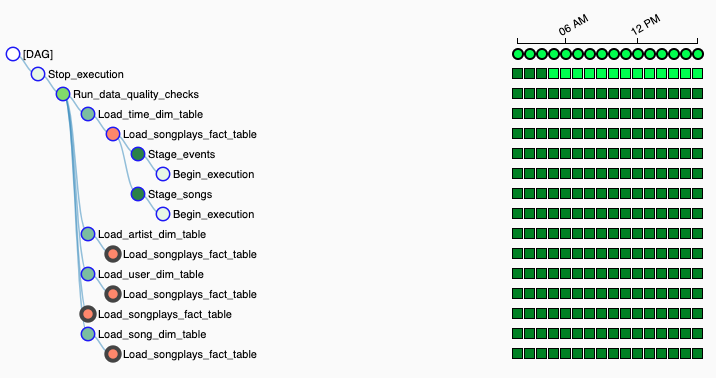 06 AM 12 PM
[DAG]
Stop_execution
Run_data_quality_checks
Load_time_dim_table
Load_songplays_fact_table
Stage_events
Begin_execution
Stage_songs
Begin_execution
Load_artist_dim_table
Load_songplays_fact_table
Load_user_dim_table
Load_songplays_fact_table
Load_songplays_fact_table
Load_song_dim_table
Load_songplays_fact_table